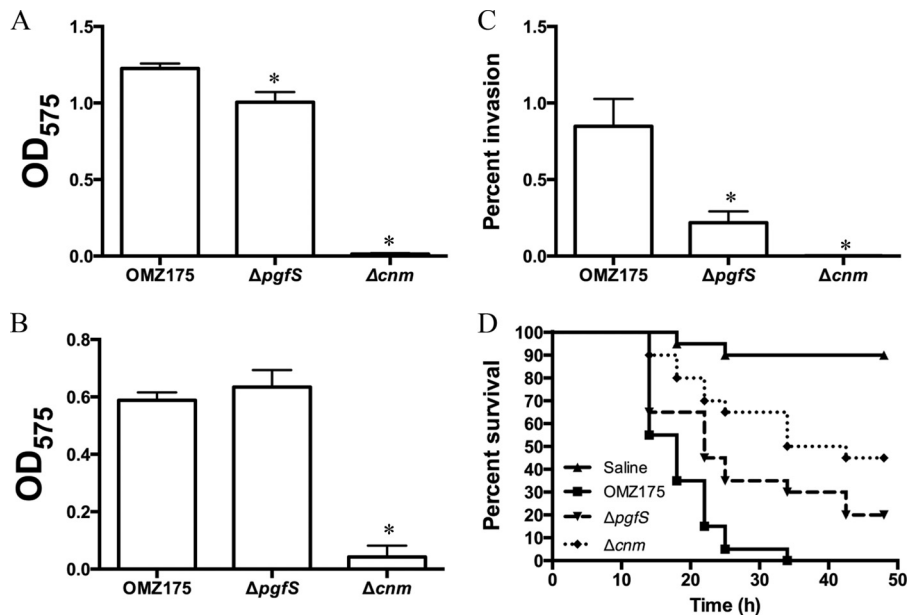 A
1.5
1.0
0.5
0.0
OD575
*
*
OMZ175 ΔpgfS Δcnm
B
0.8
0.6
0.4
0.2
0.0
OD575
*
OMZ175 ΔpgfS Δcnm
C
1.5
1.0
0.5
0.0
Percent invasion
*
*
OMZ175 ΔpgfS Δcnm
D
100
90
80
70
60
50
40
30
20
10
0
Percent survival
Saline
OMZ175
ΔpgfS
Δcnm
0 10 20 30 40 50
Time (h)